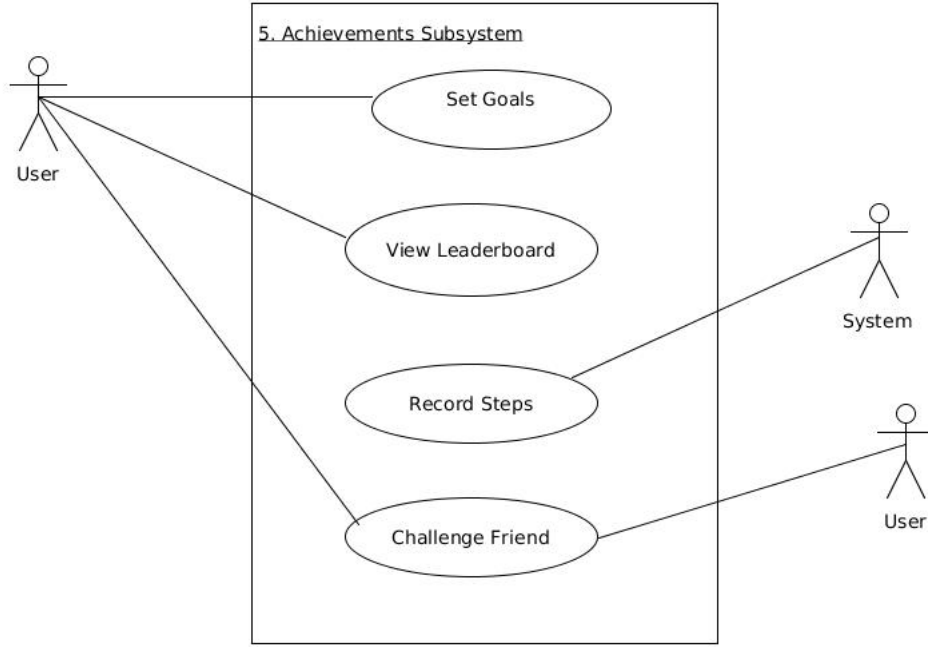 5. Achievements Subsystem
Set Goals
User
View Leaderboard
System
Record Steps
User
Challenge Friend